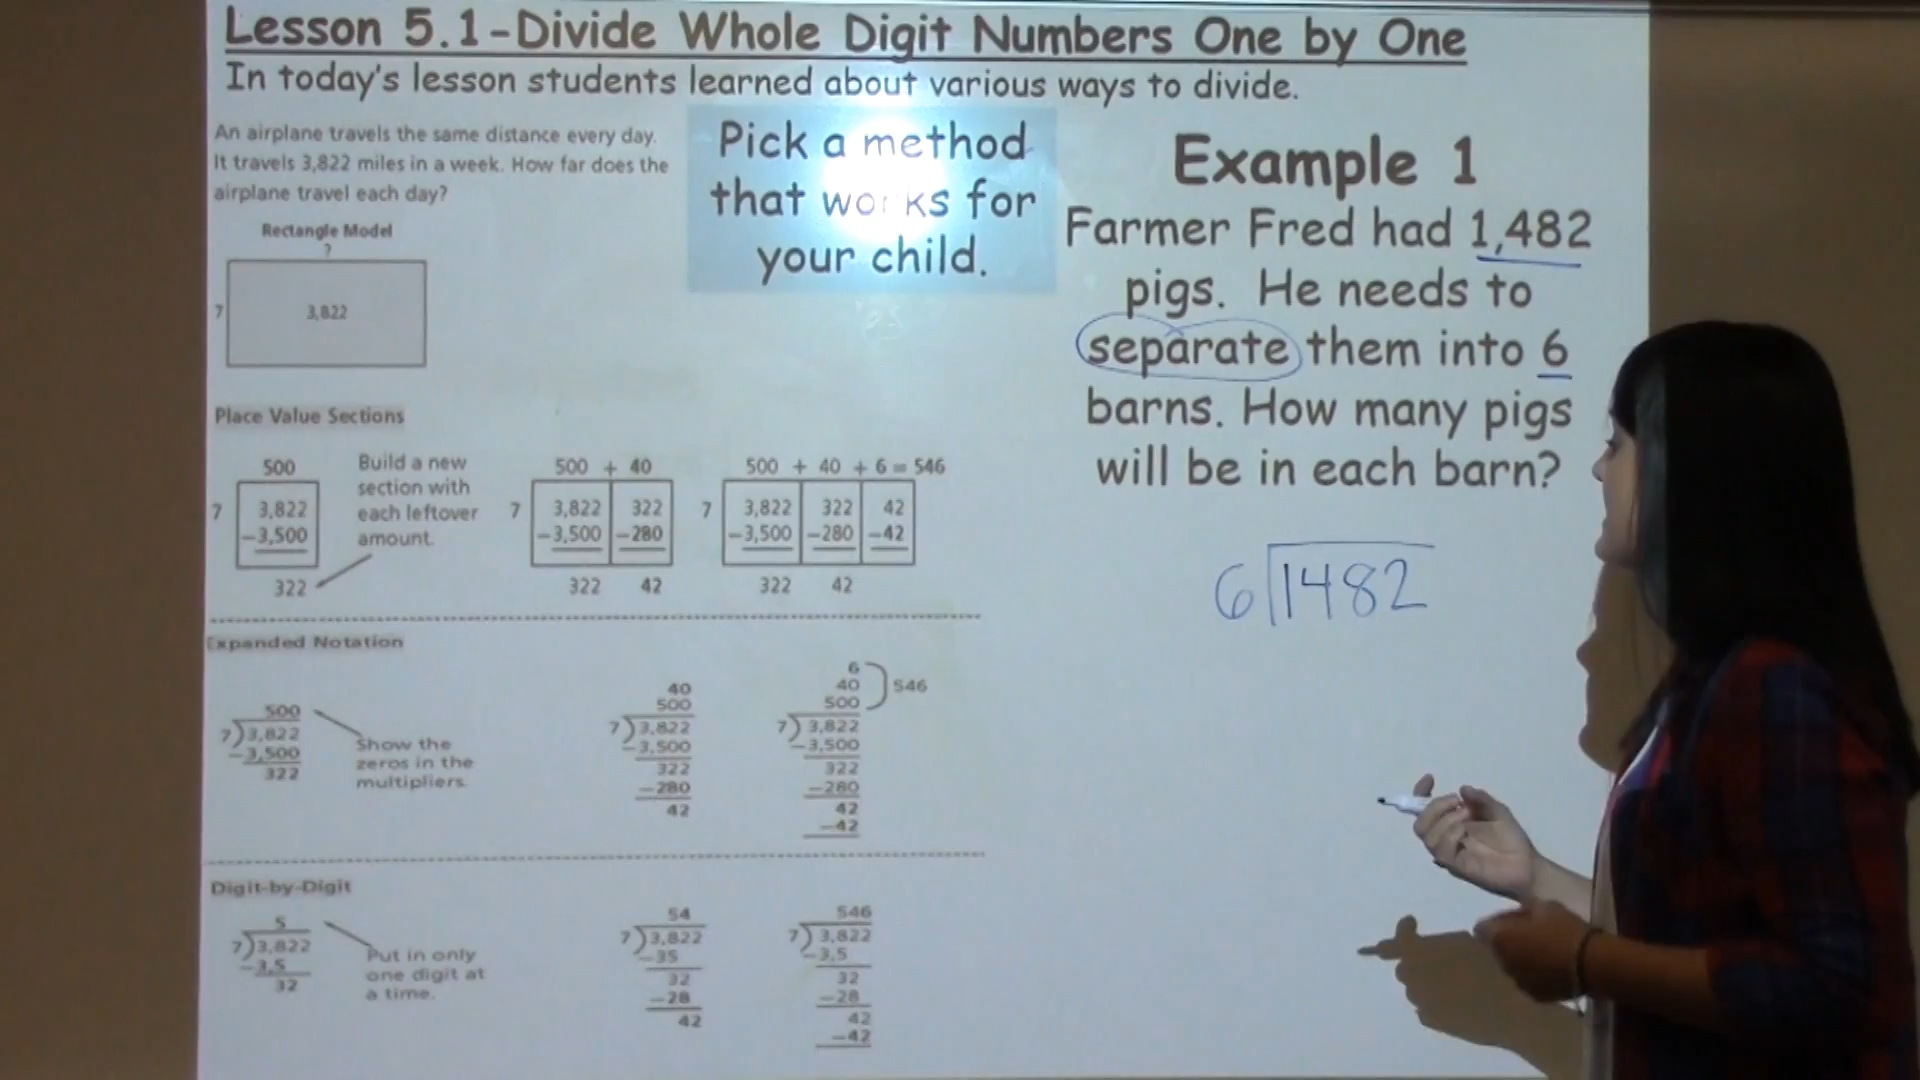 Lesson 5.1-Divide Whole Digit Numbers One by One
In today's lesson students learned about various ways to divide.
An airplane travels the same distance every day.
It travels 3,822 miles in a week. How far does the
airplane travel each day?
Rectangle Model
?
7 3,822
Pick a method
that works for
your child.
Example 1
Farmer Fred had 1,482
pigs. He needs to
separate them into 6
barns. How many pigs
will be in each barn?
6 1482
Place Value Sections
500
7 3,822
-3,500
322
Build a new
section with
each leftover
amount.
500 + 40
7 3,822 322
-3,500 -280
322 42
500 + 40 + 6 = 546
7 3,822 322 42
-3,500 -280 -42
322 42
Expanded Notation
500
7)3,822
-3,500
322
Show the
zeros in the
multipliers.
40
500
7)3,822
-3,500
322
-280
42
6
40
500
546
7)3,822
-3,500
322
-280
42
-42
Digit-by-Digit
5
7)3,822
-3,5
32
Put in only
one digit at
a time.
54
7)3,822
-35
32
-28
42
546
7)3,822
-3,5
32
-28
42
-42